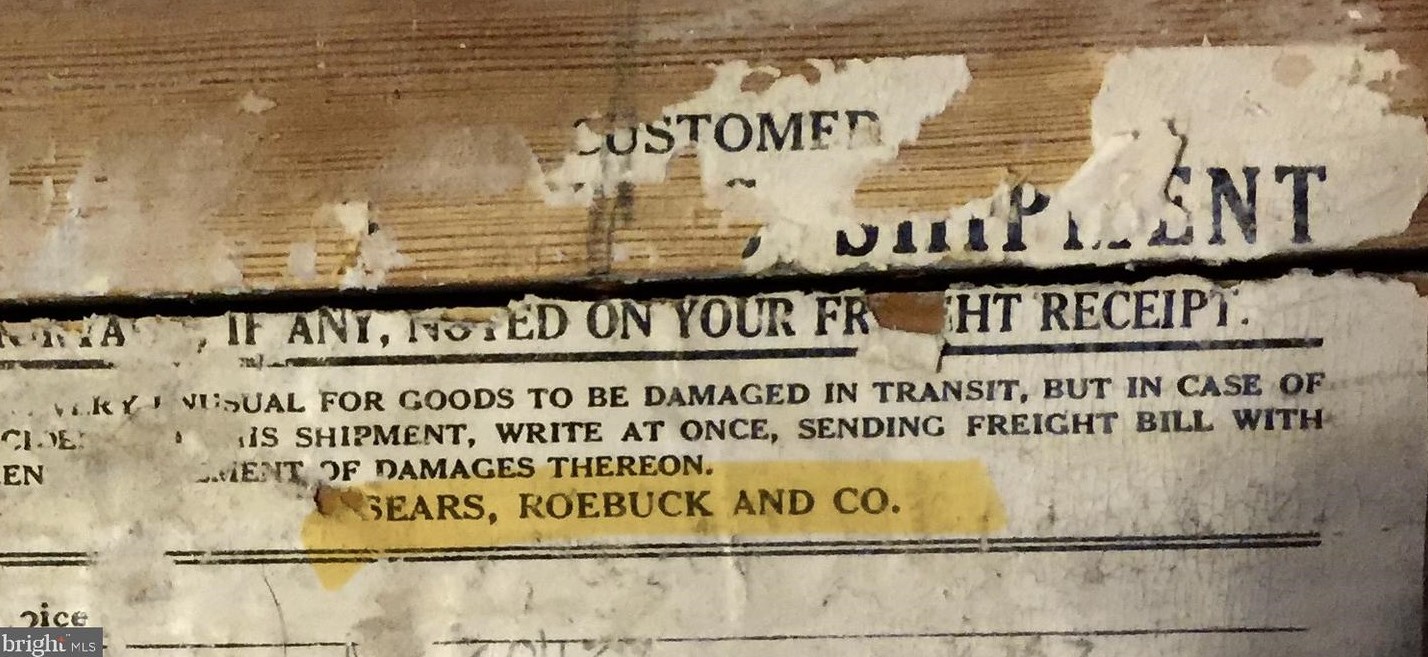 CUSTOMER
SHIPMENT
IF ANY, NOTED ON YOUR FREIGHT RECEIPT.
VERY UNUSUAL FOR GOODS TO BE DAMAGED IN TRANSIT, BUT IN CASE OF
THIS SHIPMENT, WRITE AT ONCE, SENDING FREIGHT BILL WITH
OF DAMAGES THEREON.
SEARS, ROEBUCK AND CO.
bright MLS